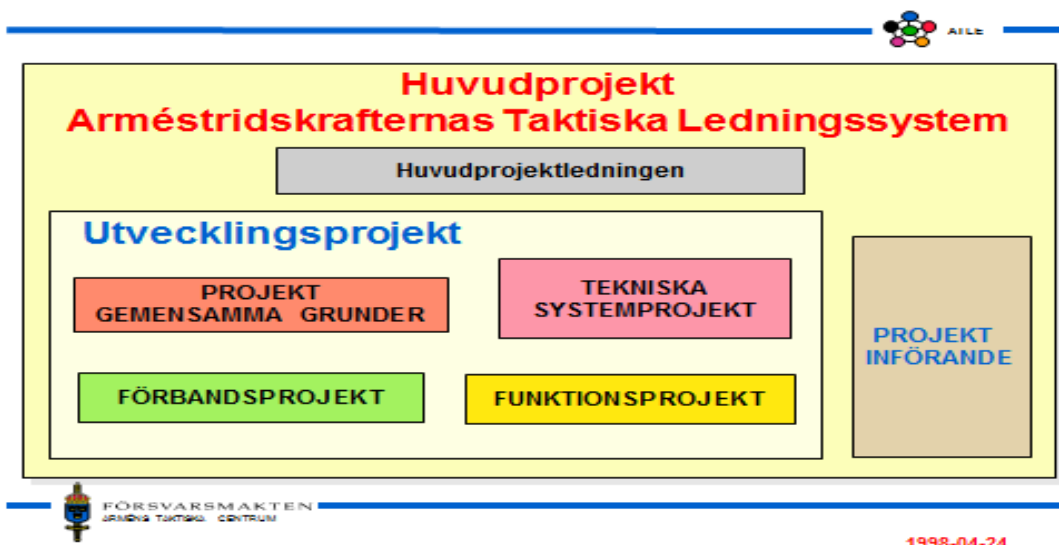 ATLE
Huvudprojekt
Arméstridskrafternas Taktiska Ledningssystem
Huvudprojektledningen
Utvecklingsprojekt
PROJEKT
GEMENSAMMA GRUNDER
TEKNISKA
SYSTEMPROJEKT
FÖRBANDSPROJEKT
FUNKTIONSPROJEKT
PROJEKT
INFÖRANDE
FÖRSVARSMAKTEN
ARMÉNS TAKTISKA CENTRUM
1998-04-24